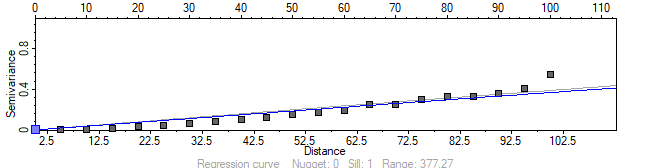 0 10 20 30 40 50 60 70 80 90 100 110
Semivariance
0.8
0.4
0
2.5 12.5 22.5 32.5 42.5 52.5 62.5 72.5 82.5 92.5 102.5
Distance
Regression curve Nugget: 0 Sill: 1 Range: 377.27